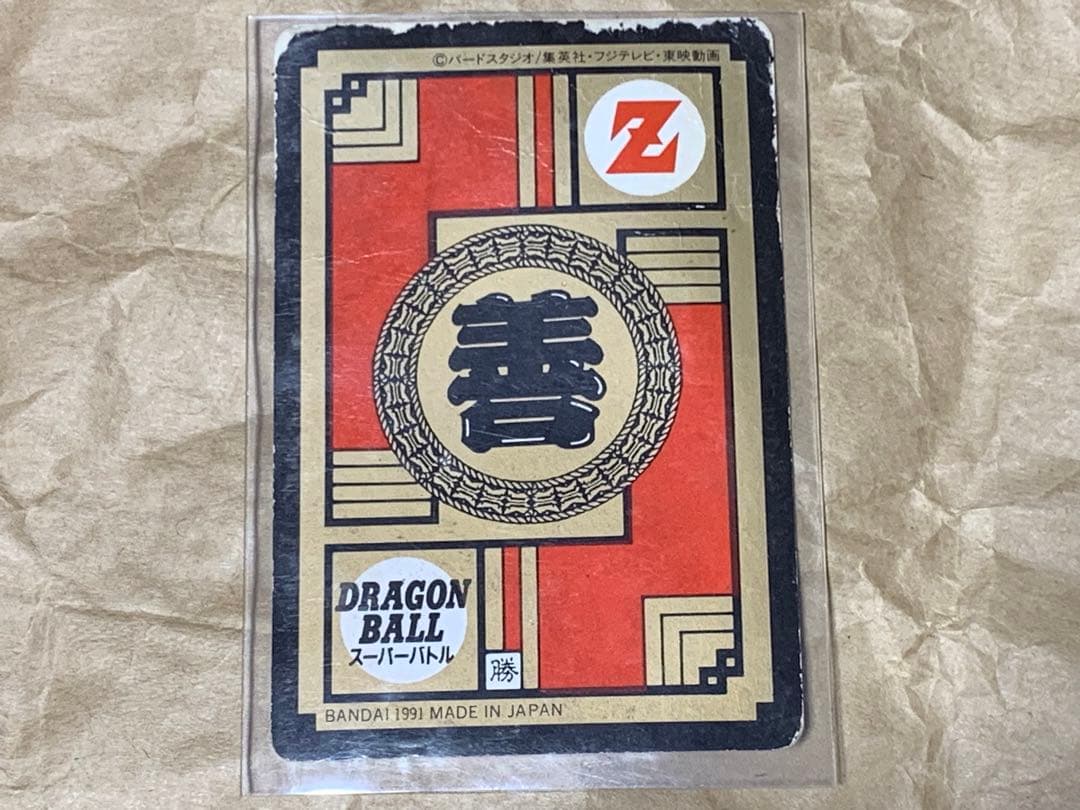 ©バードスタジオ/集英社・フジテレビ・東映動画
Z
善
DRAGON
BALL
スーパーバトル
勝
BANDAI 1991 MADE IN JAPAN